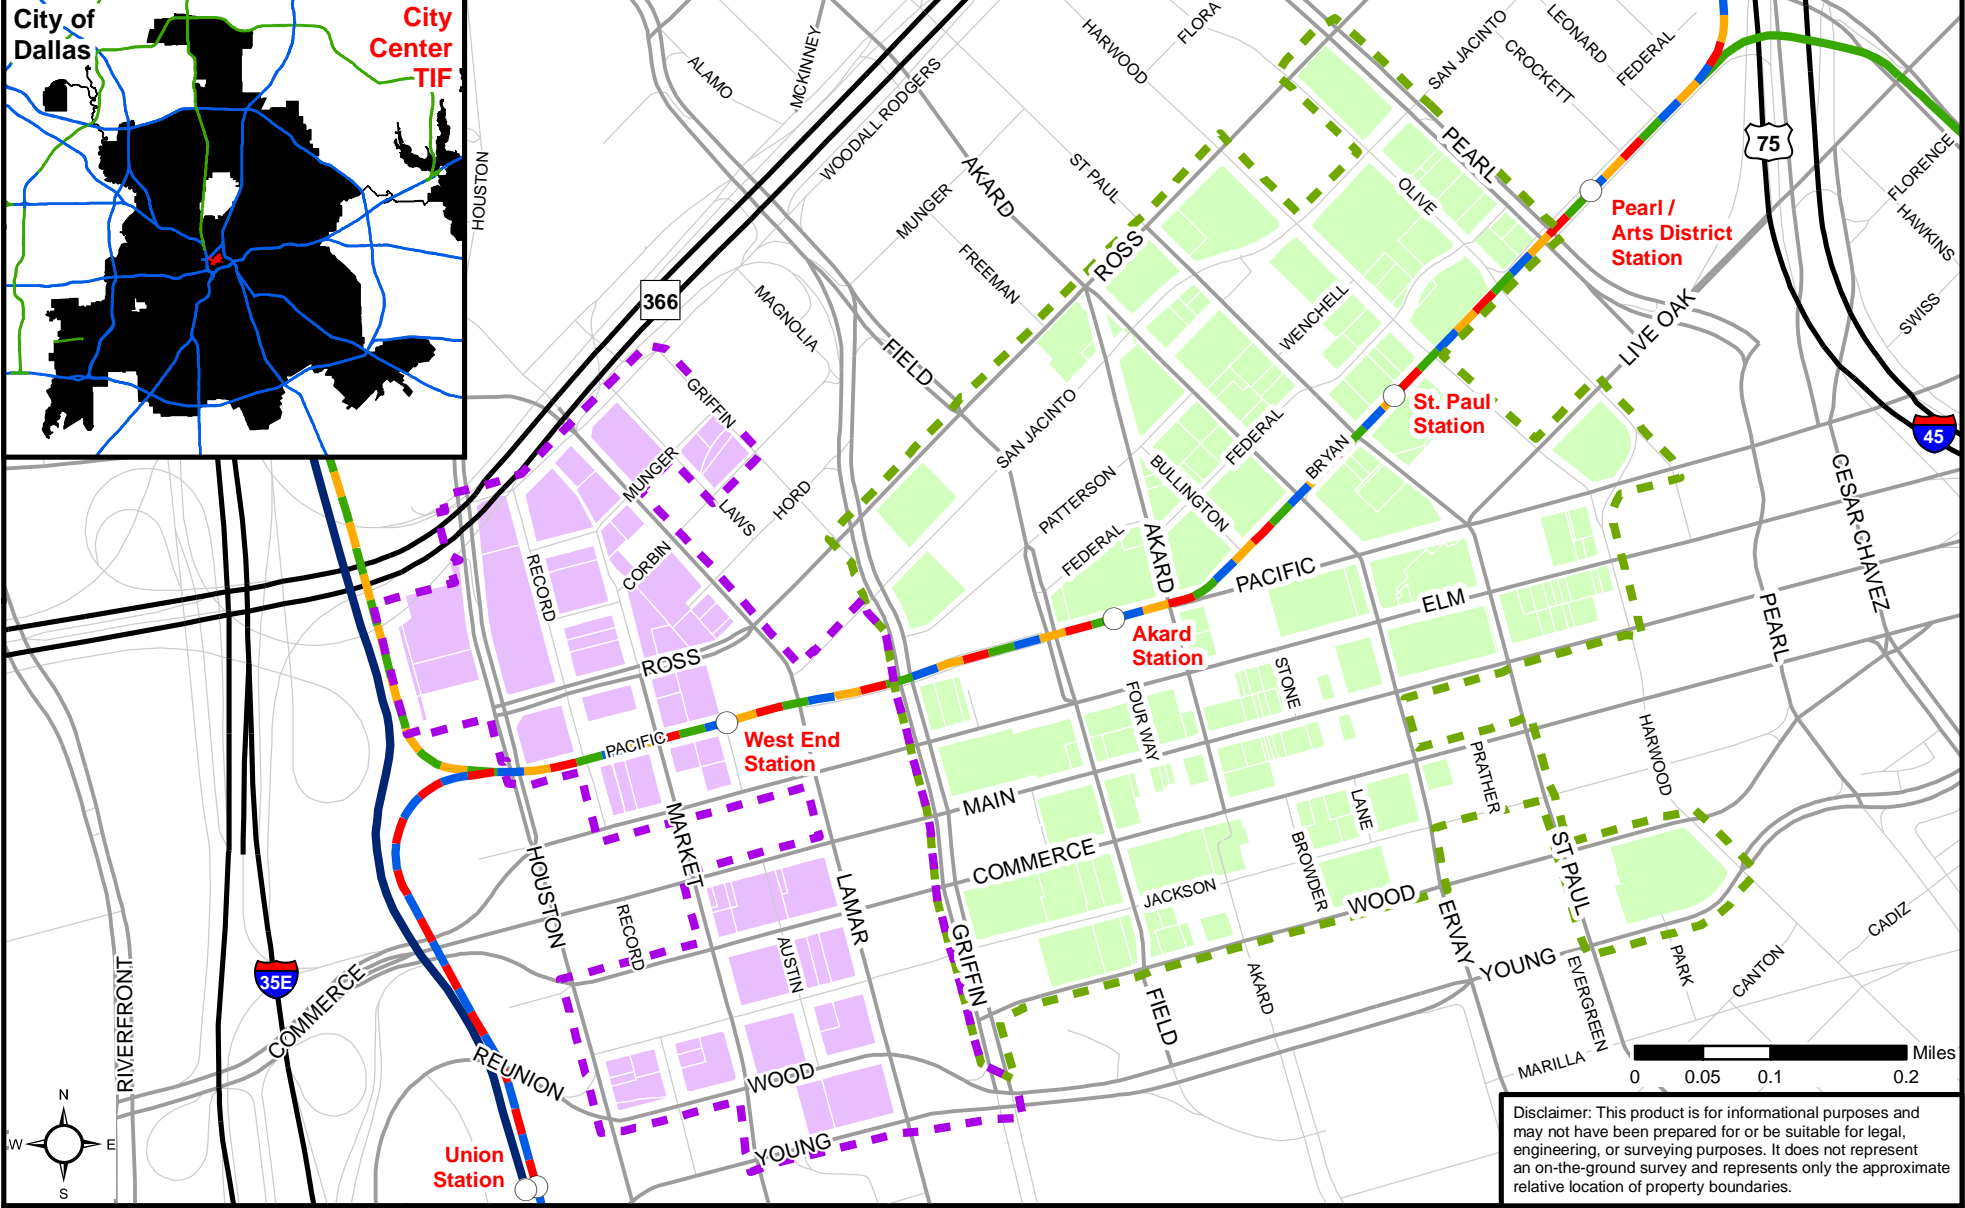 City of
Dallas
City
Center
TIF
HOUSTON
ALAMO
MCKINNEY
WOODALL RODGERS
HARWOOD
FLORA
SAN JACINTO
LEONARD
CROCKETT
FEDERAL
PEARL
75
FLORENCE
HAWKINS
SWISS
AKARD
ST PAUL
MUNGER
FREEMAN
OLIVE
Pearl /
Arts District
Station
ROSS
366
MAGNOLIA
FIELD
WENCHELL
LIVE OAK
GRIFFIN
MUNGER
LAWS
HORD
SAN JACINTO
PATTERSON
FEDERAL
BULLINGTON
FEDERAL
BRYAN
St. Paul
Station
45
CESAR CHAVEZ
RECORD
CORBIN
AKARD
PACIFIC
ELM
PEARL
Akard
Station
ROSS
STONE
FOUR WAY
PACIFIC
West End
Station
HARWOOD
PRATHER
MAIN
LANE
MARKET
HOUSTON
COMMERCE
BROWDER
ST PAUL
JACKSON
WOOD
LAMAR
RECORD
AUSTIN
GRIFFIN
ERVAY
YOUNG
CADIZ
PARK
CANTON
EVERGREEN
AKARD
FIELD
RIVERFRONT
35E
COMMERCE
REUNION
WOOD
MARILLA
Miles
0 0.05 0.1 0.2
N
W E
S
Union
Station
YOUNG
Disclaimer: This product is for informational purposes and
may not have been prepared for or be suitable for legal,
engineering, or surveying purposes. It does not represent
an on-the-ground survey and represents only the approximate
relative location of property boundaries.